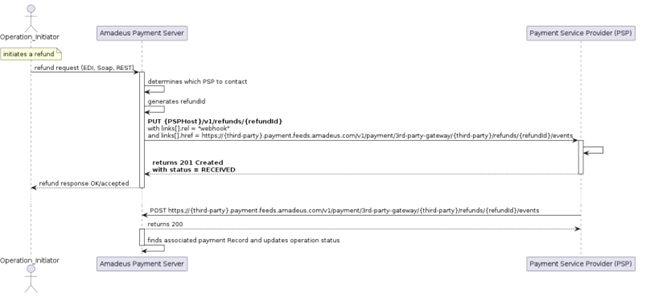 Operation_Initiator
Amadeus Payment Server
Payment Service Provider (PSP)
initiates a refund
refund request (EDI, Soap, REST)
determines which PSP to contact
generates refundId
PUT {PSPHost}/v1/refunds/{refundId}
with links[].rel = "webhook"
and links[].href = https://{third-party}.payment.feeds.amadeus.com/v1/payment/3rd-party-gateway/{third-party}/refunds/{refundId}/events
returns 201 Created
with status = RECEIVED
refund response OK/accepted
POST https://{third-party}.payment.feeds.amadeus.com/v1/payment/3rd-party-gateway/{third-party}/refunds/{refundId}/events
returns 200
finds associated payment Record and updates operation status
Operation_Initiator
Amadeus Payment Server
Payment Service Provider (PSP)